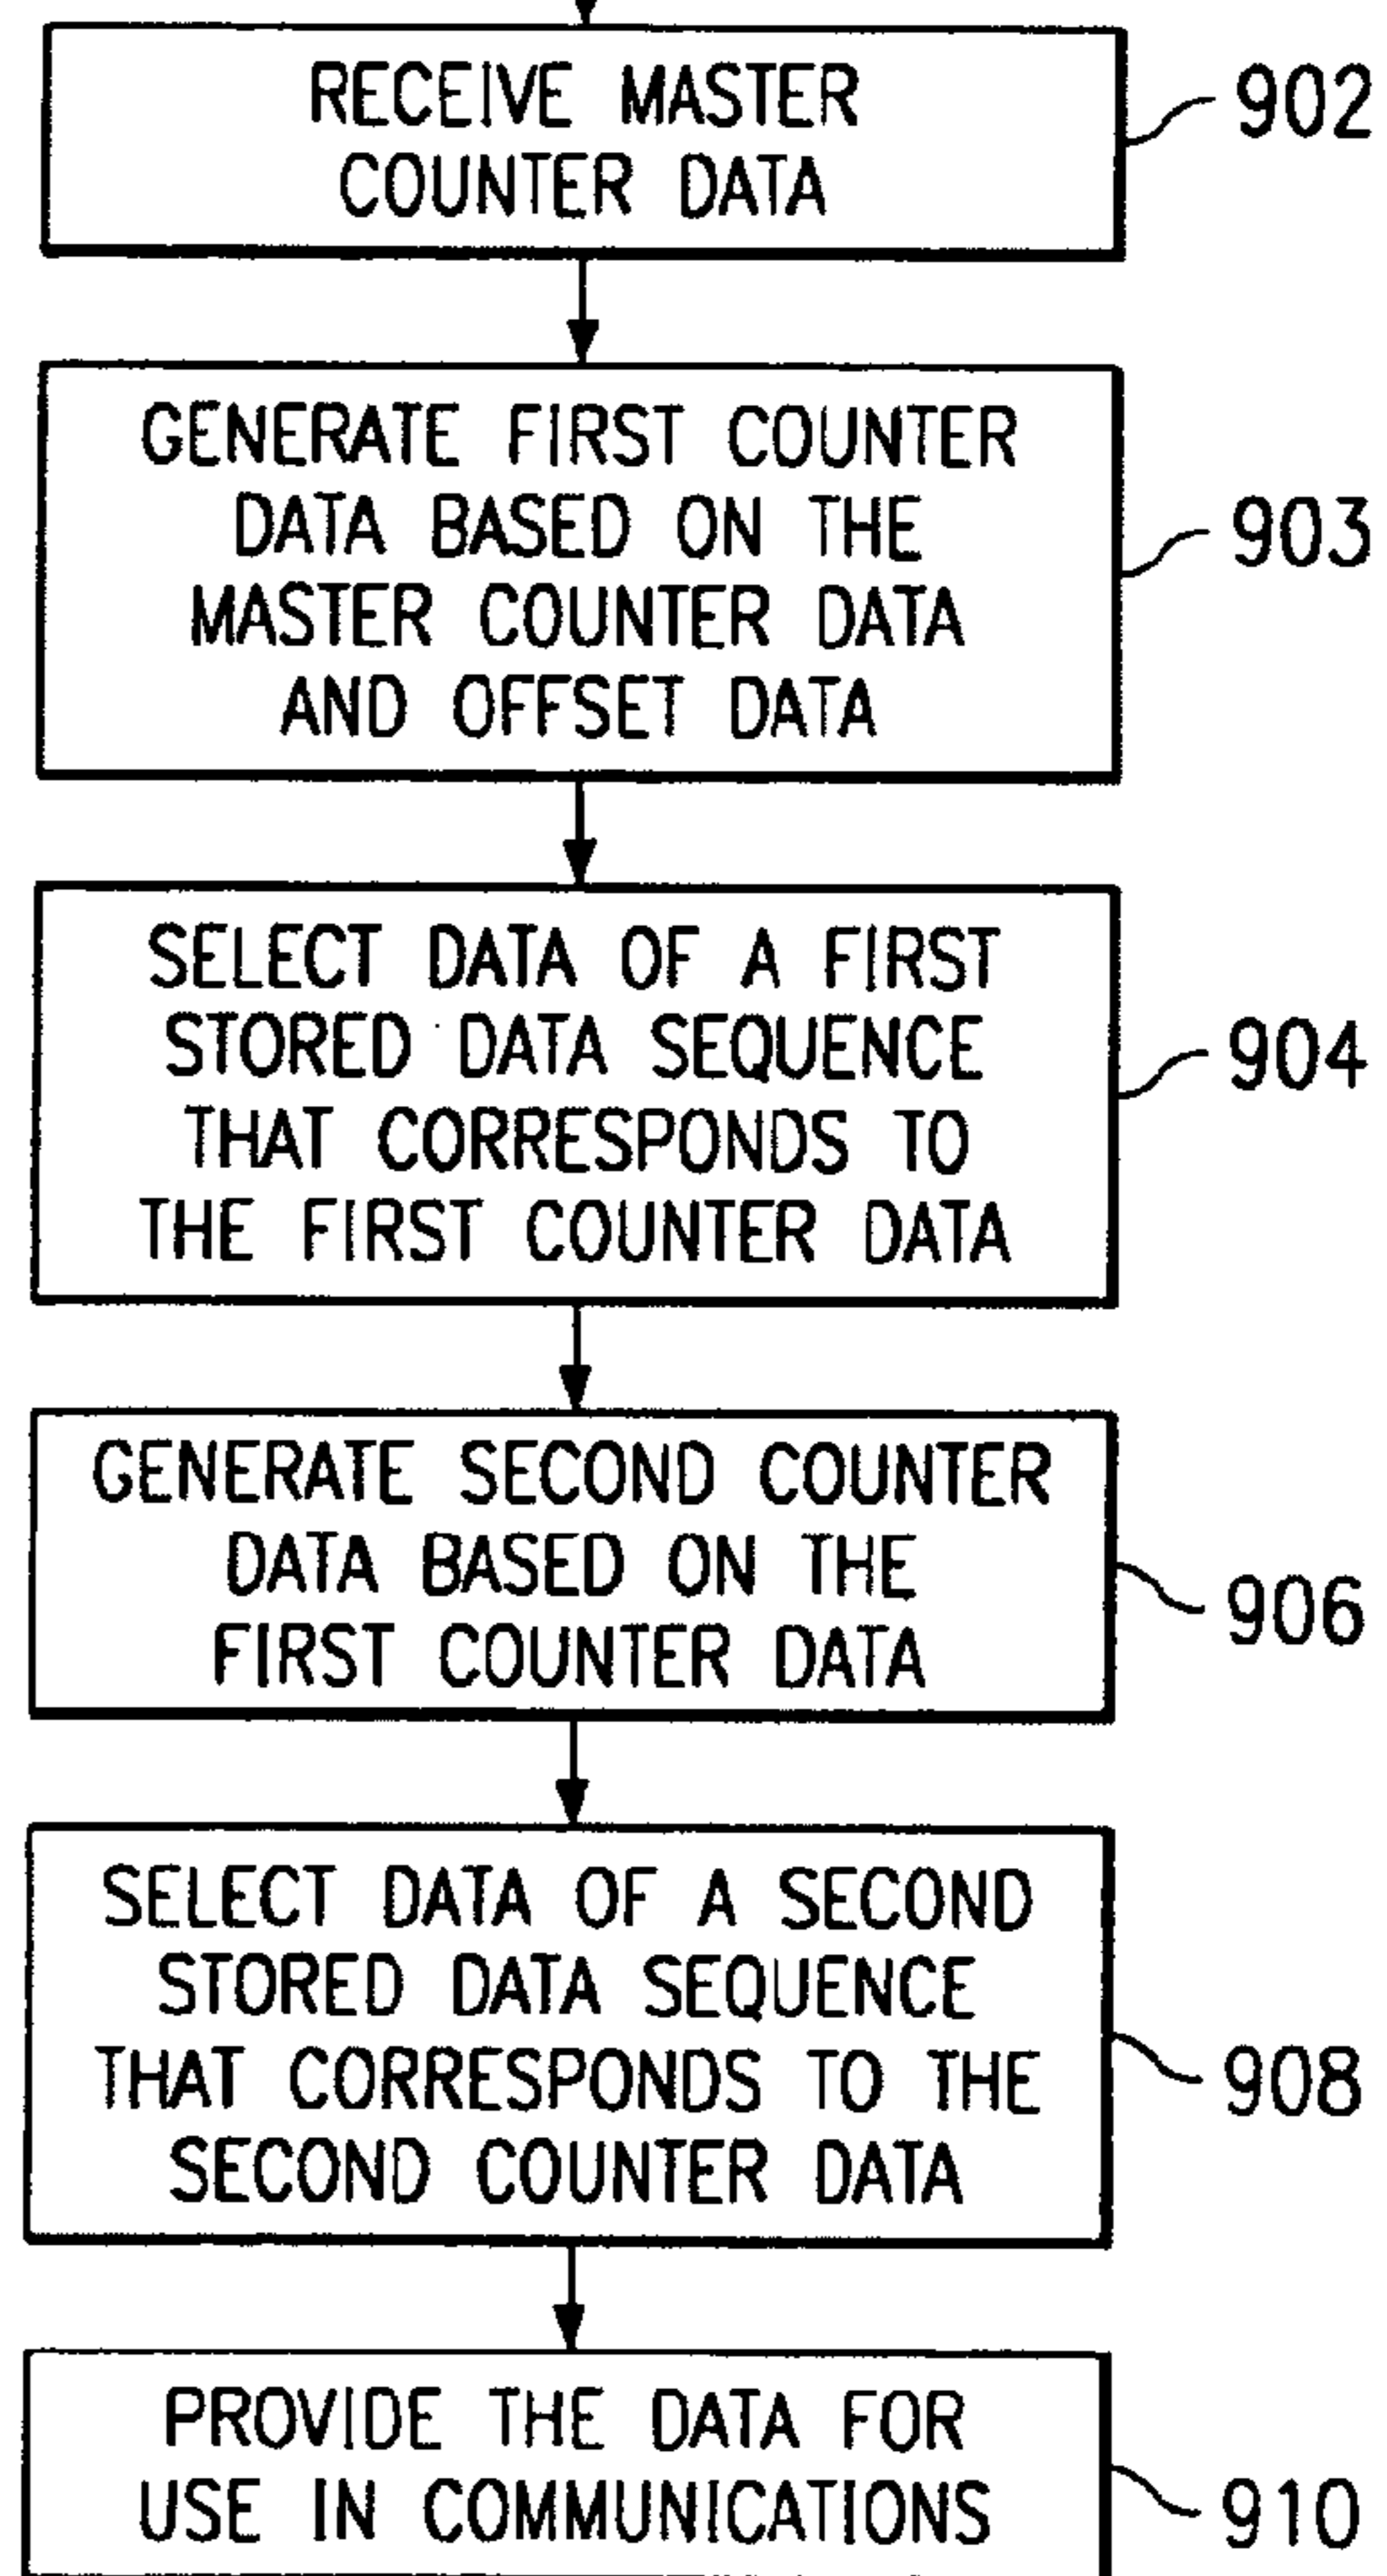 RECEIVE MASTER
COUNTER DATA
902
GENERATE FIRST COUNTER
DATA BASED ON THE
MASTER COUNTER DATA
AND OFFSET DATA
903
SELECT DATA OF A FIRST
STORED DATA SEQUENCE
THAT CORRESPONDS TO
THE FIRST COUNTER DATA
904
GENERATE SECOND COUNTER
DATA BASED ON THE
FIRST COUNTER DATA
906
SELECT DATA OF A SECOND
STORED DATA SEQUENCE
THAT CORRESPONDS TO THE
SECOND COUNTER DATA
908
PROVIDE THE DATA FOR
USE IN COMMUNICATIONS
910